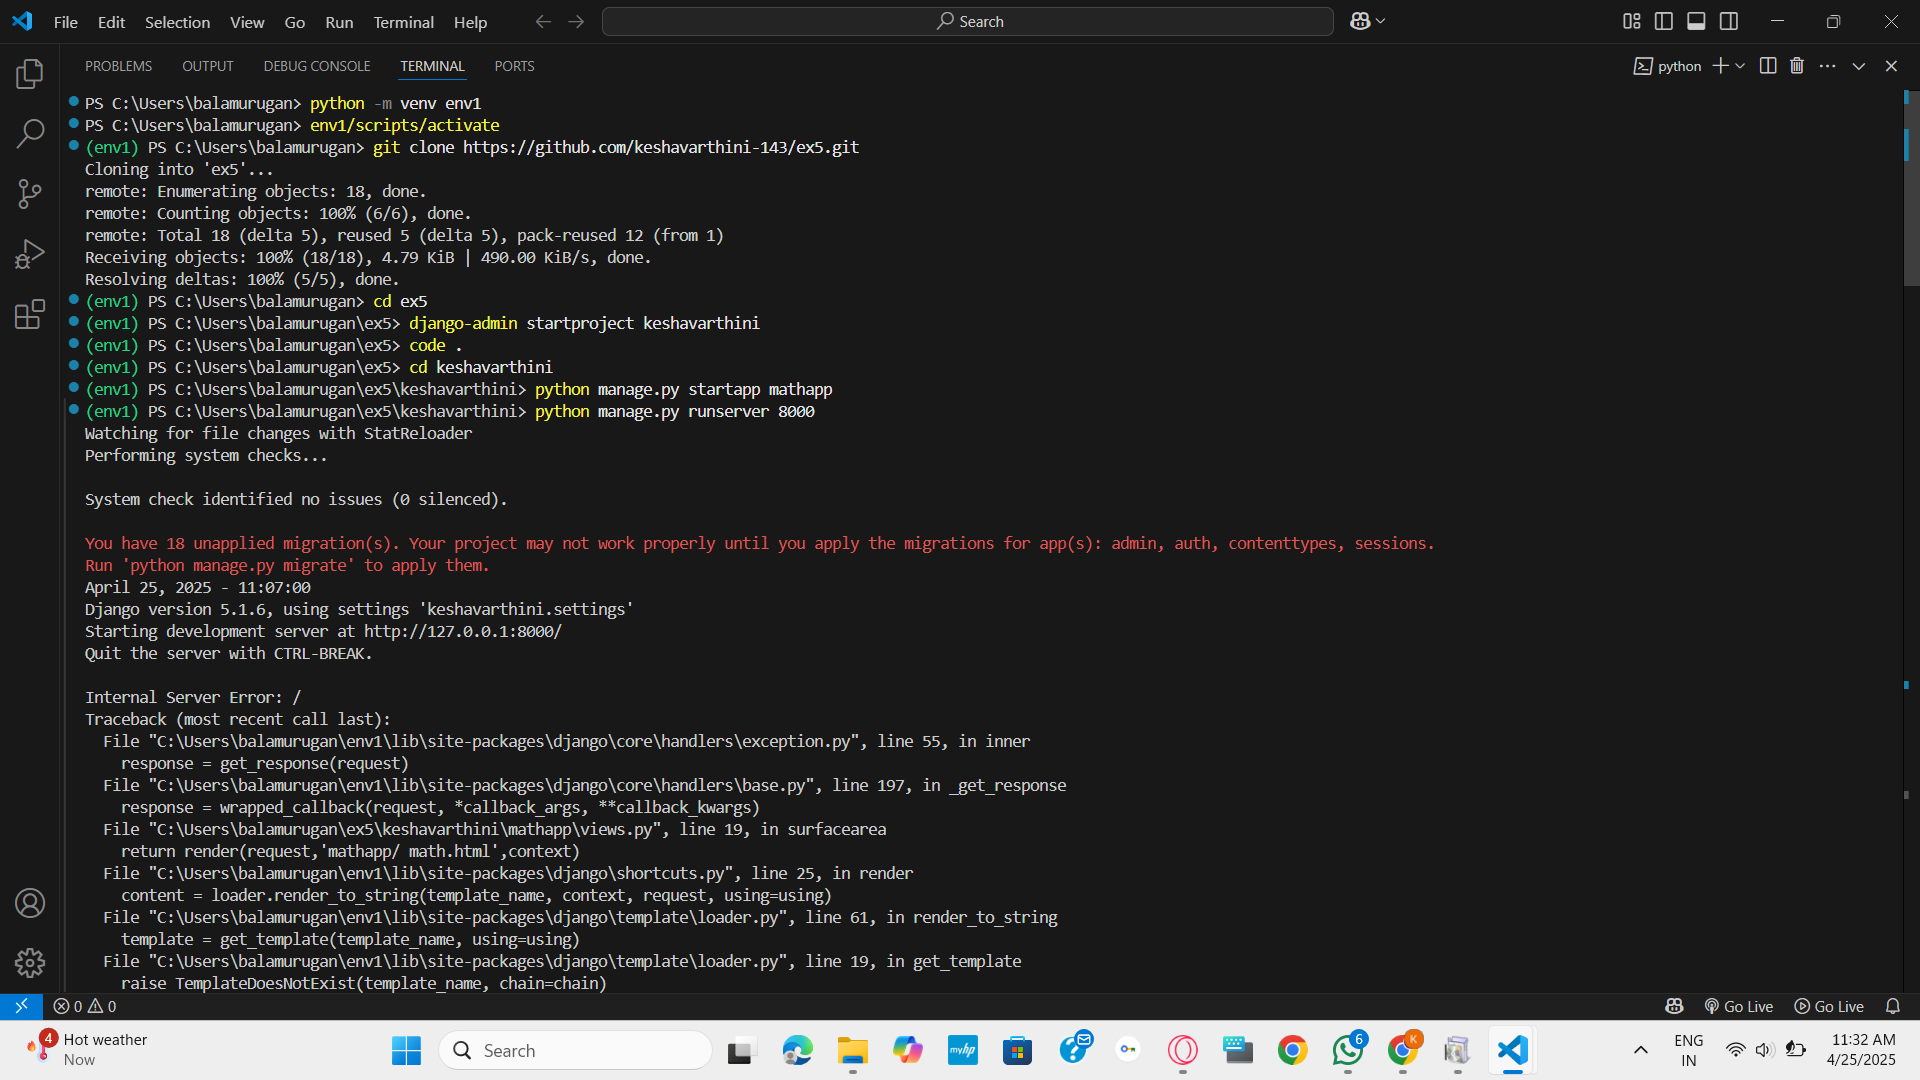 File Edit Selection View Go Run Terminal Help
Search
PROBLEMS OUTPUT DEBUG CONSOLE TERMINAL PORTS
python
PS C:\Users\balamurugan> python -m venv env1
PS C:\Users\balamurugan> env1/scripts/activate
(env1) PS C:\Users\balamurugan> git clone https://github.com/keshavarthini-143/ex5.git
Cloning into 'ex5'...
remote: Enumerating objects: 18, done.
remote: Counting objects: 100% (6/6), done.
remote: Total 18 (delta 5), reused 5 (delta 5), pack-reused 12 (from 1)
Receiving objects: 100% (18/18), 4.79 KiB | 490.00 KiB/s, done.
Resolving deltas: 100% (5/5), done.
(env1) PS C:\Users\balamurugan> cd ex5
(env1) PS C:\Users\balamurugan\ex5> django-admin startproject keshavarthini
(env1) PS C:\Users\balamurugan\ex5> code .
(env1) PS C:\Users\balamurugan\ex5> cd keshavarthini
(env1) PS C:\Users\balamurugan\ex5\keshavarthini> python manage.py startapp mathapp
(env1) PS C:\Users\balamurugan\ex5\keshavarthini> python manage.py runserver 8000
Watching for file changes with StatReloader
Performing system checks...
System check identified no issues (0 silenced).
You have 18 unapplied migration(s). Your project may not work properly until you apply the migrations for app(s): admin, auth, contenttypes, sessions.
Run 'python manage.py migrate' to apply them.
April 25, 2025 - 11:07:00
Django version 5.1.6, using settings 'keshavarthini.settings'
Starting development server at http://127.0.0.1:8000/
Quit the server with CTRL-BREAK.
Internal Server Error: /
Traceback (most recent call last):
File "C:\Users\balamurugan\env1\lib\site-packages\django\core\handlers\exception.py", line 55, in inner
response = get_response(request)
File "C:\Users\balamurugan\env1\lib\site-packages\django\core\handlers\base.py", line 197, in _get_response
response = wrapped_callback(request, *callback_args, **callback_kwargs)
File "C:\Users\balamurugan\ex5\keshavarthini\mathapp\views.py", line 19, in surfacearea
return render(request,'mathapp/ math.html',context)
File "C:\Users\balamurugan\env1\lib\site-packages\django\shortcuts.py", line 25, in render
content = loader.render_to_string(template_name, context, request, using=using)
File "C:\Users\balamurugan\env1\lib\site-packages\django\template\loader.py", line 61, in render_to_string
template = get_template(template_name, using=using)
File "C:\Users\balamurugan\env1\lib\site-packages\django\template\loader.py", line 19, in get_template
raise TemplateDoesNotExist(template_name, chain=chain)
0 0 Go Live Go Live
4 Hot weather
Now
Search
myhp
6
K
ENG
IN
11:32 AM
4/25/2025